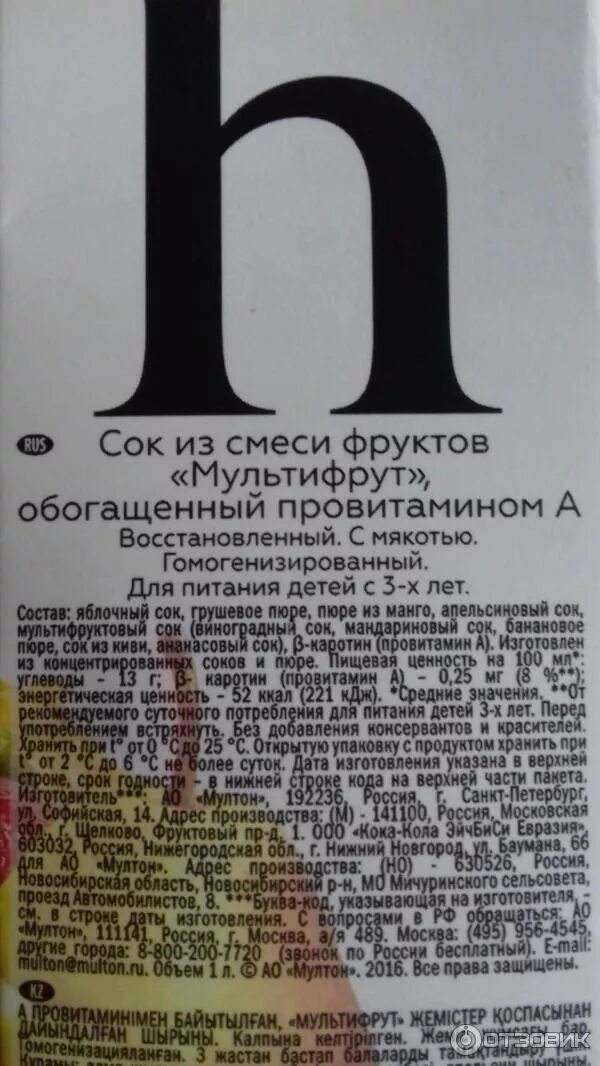 h
RUS
Сок из смеси фруктов
«Мультифрут»,
обогащенный провитамином А
Восстановленный. С мякотью.
Гомогенизированный.
Для питания детей с 3-х лет.
Состав: яблочный сок, грушевое пюре, пюре из манго, апельсиновый сок,
мультифруктовый сок (виноградный сок, мандариновый сок, банановое
пюре, сок из киви, ананасовый сок), β-каротин (провитамин А). Изготовлен
из концентрированных соков и пюре. Пищевая ценность на 100 мл*:
углеводы - 13 г; β- каротин (провитамин А) - 0,25 мг (8 %**);
энергетическая ценность - 52 ккал (221 кДж). *Средние значения. **От
рекомендуемого суточного потребления для питания детей 3-х лет. Перед
употреблением встряхнуть. Без добавления консервантов и красителей.
Хранить при t° от 0 °С до 25 °С. Открытую упаковку с продуктом хранить при
t° от 2 °С до 6 °С не более суток. Дата изготовления указана в верхней
строке, срок годности - в нижней строке кода на верхней части пакета.
Изготовитель***: АО «Мултон», 192236, Россия, г. Санкт-Петербург,
ул. Софийская, 14. Адрес производства: (М) - 141100, Россия, Московская
обл., г. Щелково, Фруктовый пр-д, 1. ООО «Кока-Кола ЭйчБиСи Евразия»,
603032, Россия, Нижегородская обл., г. Нижний Новгород, ул. Баумана, 66
для АО «Мултон». Адрес производства: (НО) - 630526, Россия,
Новосибирская область, Новосибирский р-н, МО Мичуринского сельсовета,
проезд Автомобилистов, 8. ***Буква-код, указывающая на изготовителя, -
см. в строке даты изготовления. С вопросами в РФ обращаться: АО
«Мултон», 111141, Россия, г. Москва, а/я 489. Москва: (495) 956-4545,
другие города: 8-800-200-7720 (звонок по России бесплатный). E-mail:
multon@multon.ru. Объем 1 л. © АО «Мултон». 2016. Все права защищены.
KZ
А ПРОВИТАМИНІМЕН БАЙЫТЫЛҒАН, «МУЛЬТИФРУТ» ЖЕМІСТЕР ҚОСПАСЫНАН
ДАЙЫНДАЛҒАН ШЫРЫНЫ. Қалпына келтірілген. Жеміс жұмсағы бар.
Гомогенизацияланған. 3 жастан бастап балаларды тамақтандыру үшін.
ОТЗОВИК